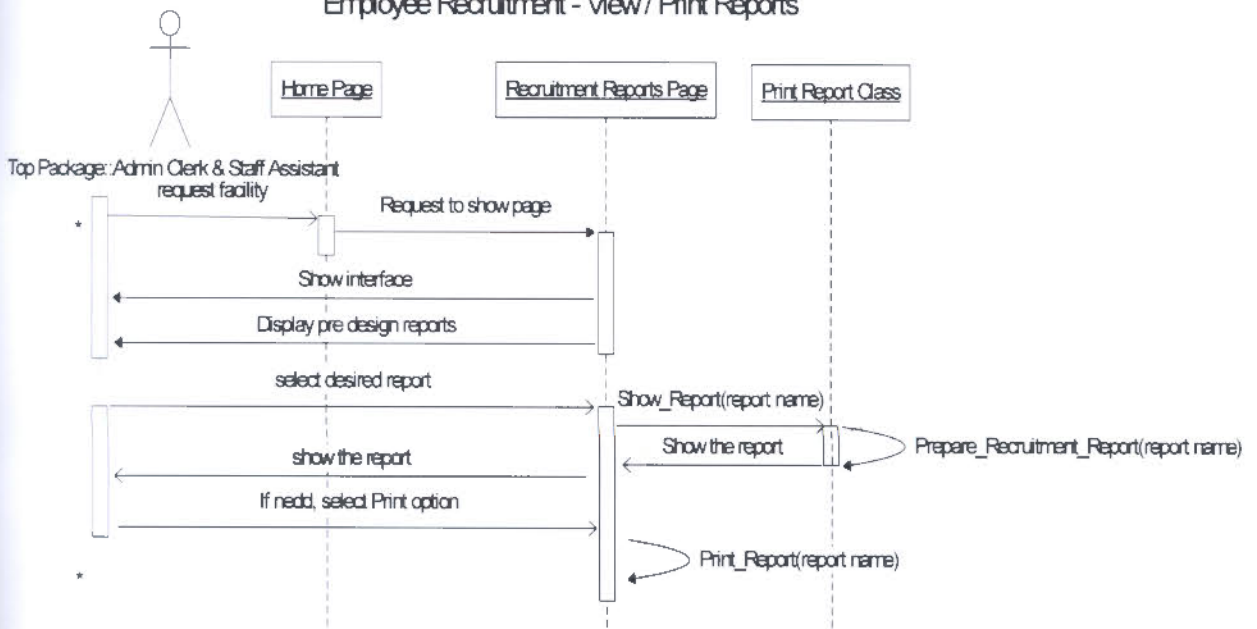 Employee Recruitment - View / Print Reports
Home Page
Recruitment Reports Page
Print Report Class
Top Package::Admin Clerk & Staff Assistant
request facility
Request to show page
*
Show interface
Display pre design reports
select desired report
Show_Report(report name)
Show the report
Prepare_Recruitment_Report(report name)
show the report
If nedd, select Print option
Print_Report(report name)
*